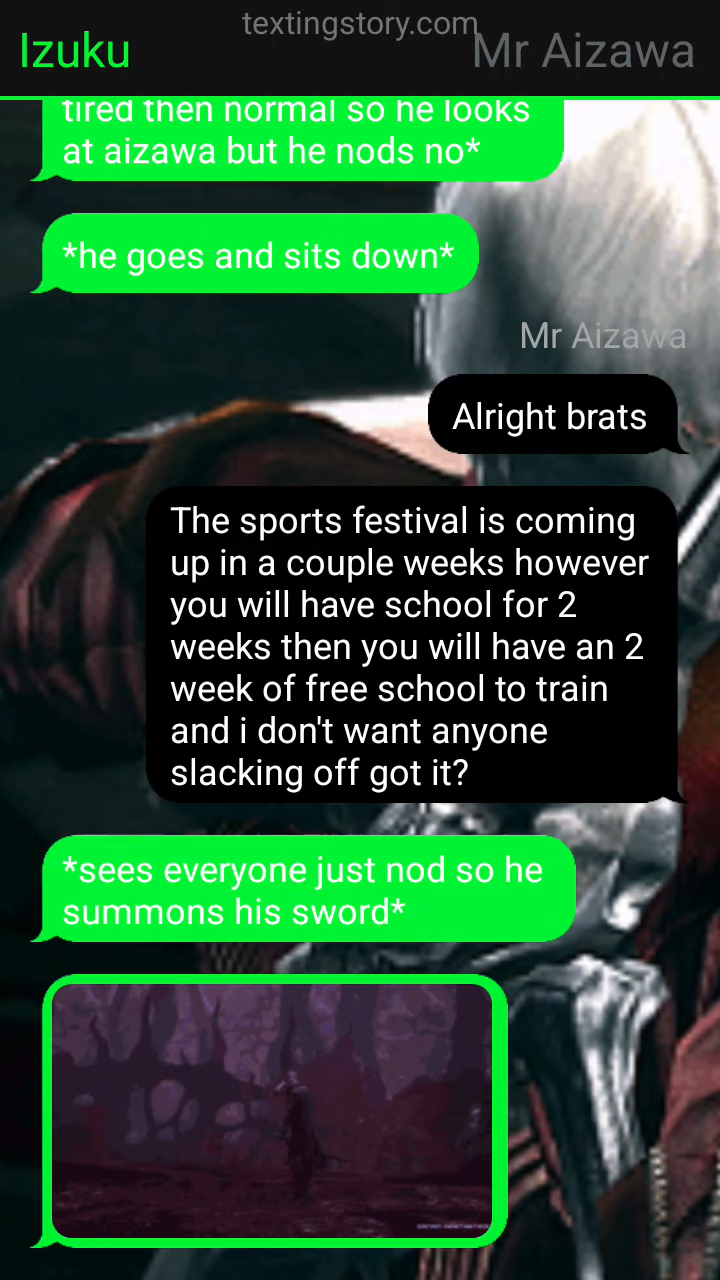 textingstory.com
Izuku
Mr Aizawa
tired then normal so he looks
at aizawa but he nods no*
*he goes and sits down*
Mr Aizawa
Alright brats
The sports festival is coming
up in a couple weeks however
you will have school for 2
weeks then you will have an 2
week of free school to train
and i don't want anyone
slacking off got it?
*sees everyone just nod so he
summons his sword*